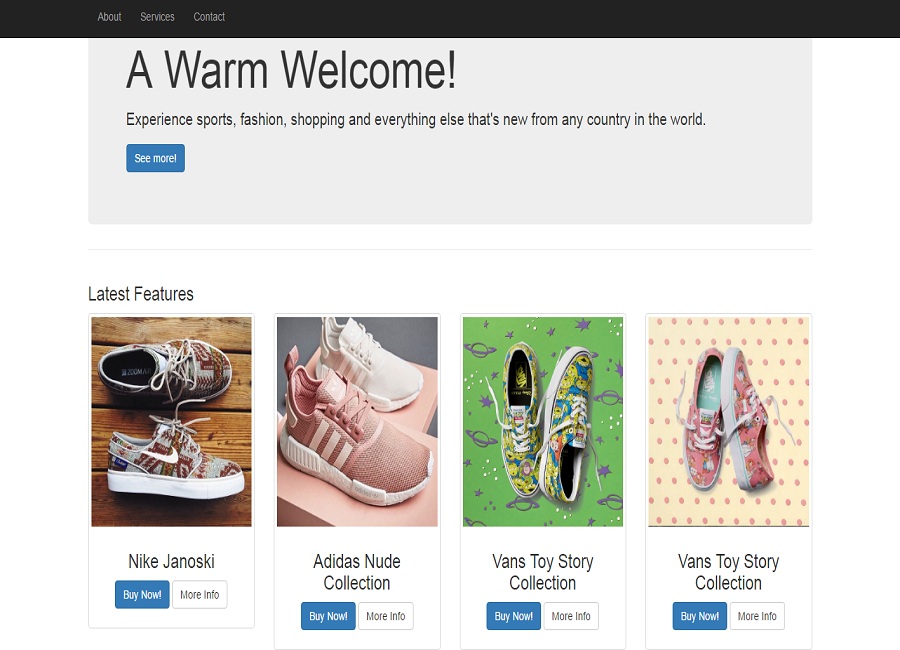 About Services Contact
A Warm Welcome!
Experience sports, fashion, shopping and everything else that's new from any country in the world.
See more!
Latest Features
Nike Janoski
Buy Now! More Info
Adidas Nude
Collection
Buy Now! More Info
Vans Toy Story
Collection
Buy Now! More Info
Vans Toy Story
Collection
Buy Now! More Info